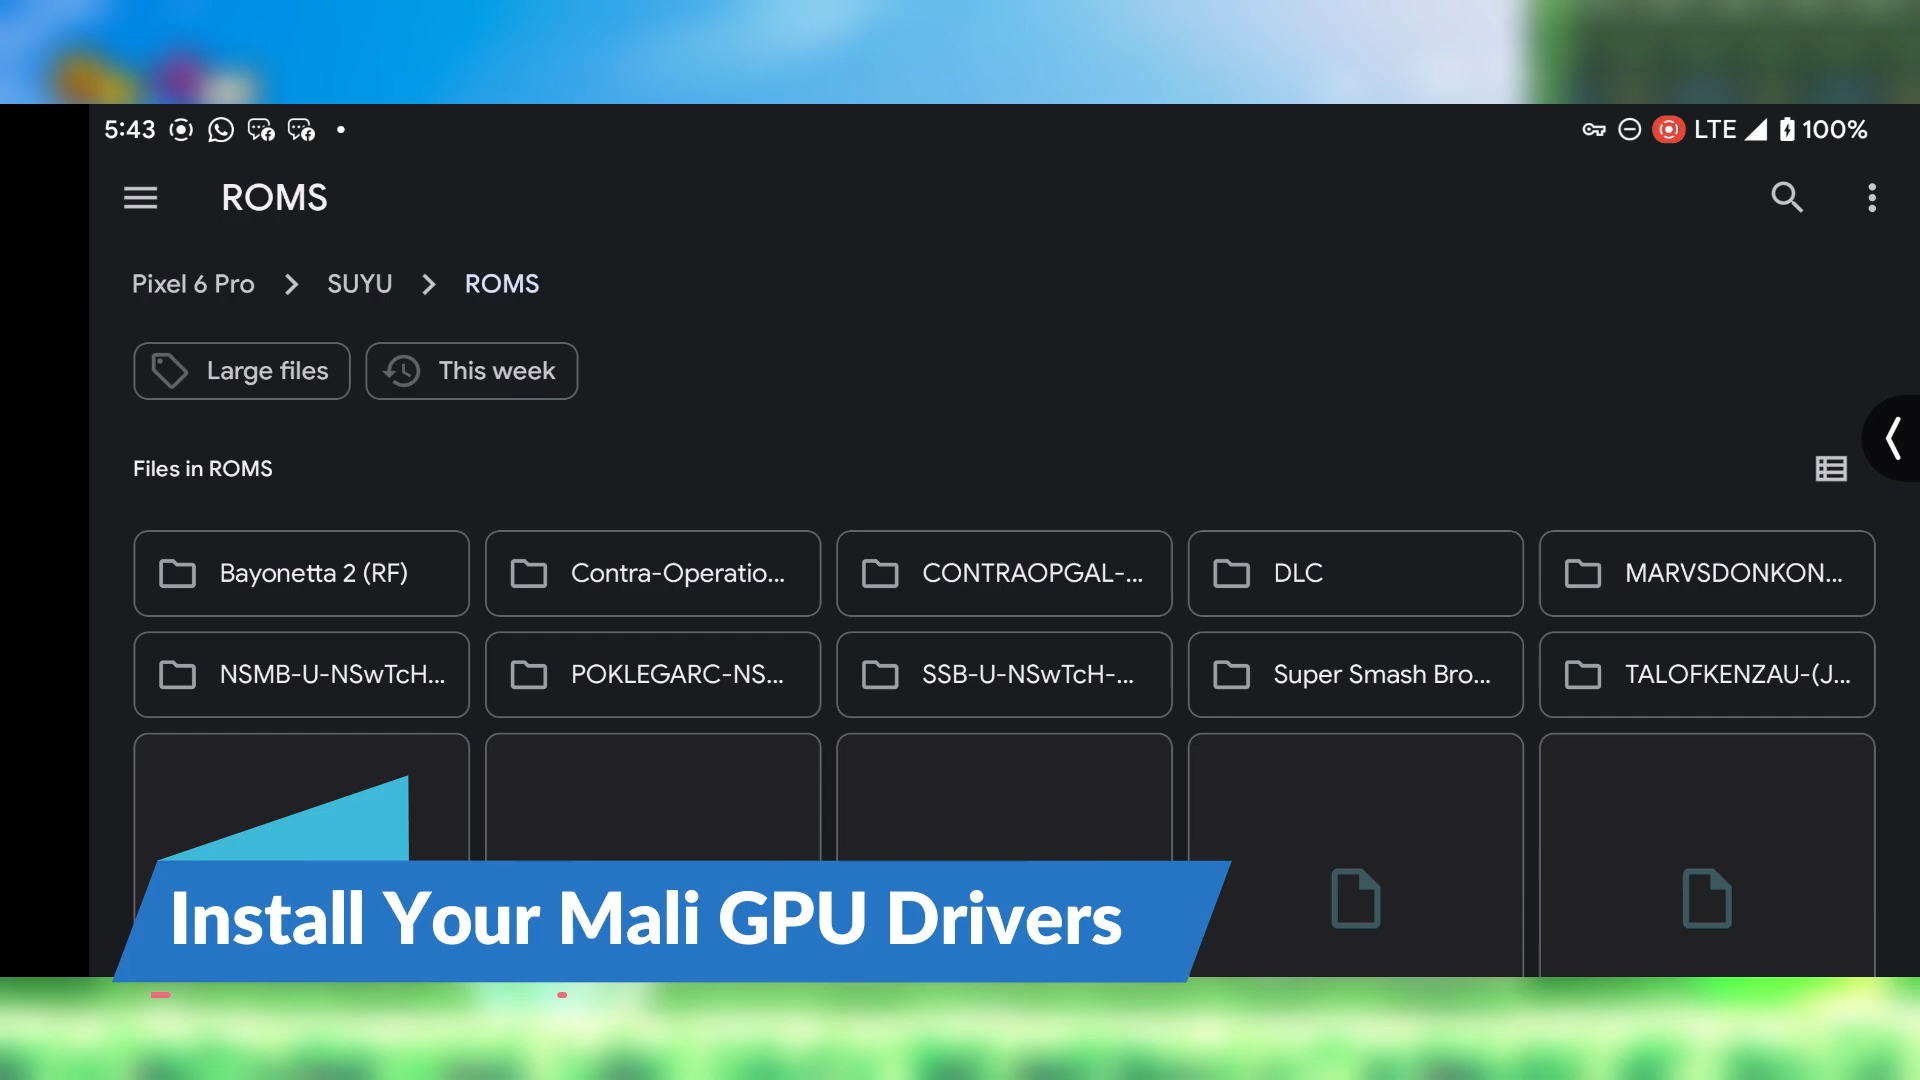 5:43
LTE 100%
ROMS
Pixel 6 Pro SUYU ROMS
Large files This week
Files in ROMS
Bayonetta 2 (RF) Contra-Operatio... CONTRAOPGAL-... DLC MARVSDONKON...
NSMB-U-NSwTcH... POKLEGARC-NS... SSB-U-NSwTcH-... Super Smash Bro... TALOFKENZAU-(J...
Install Your Mali GPU Drivers